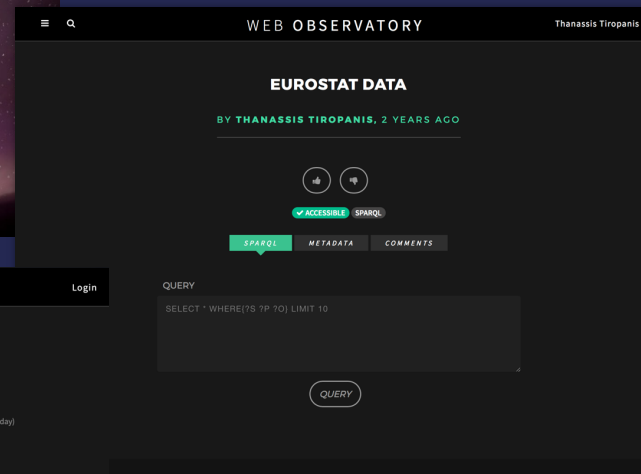 WEB OBSERVATORY
Thanassis Tiropanis
EUROSTAT DATA
BY THANASSIS TIROPANIS, 2 YEARS AGO
ACCESSIBLE SPARQL
SPARQL METADATA COMMENTS
Login
QUERY
SELECT * WHERE{?S ?P ?O} LIMIT 10
QUERY
day)